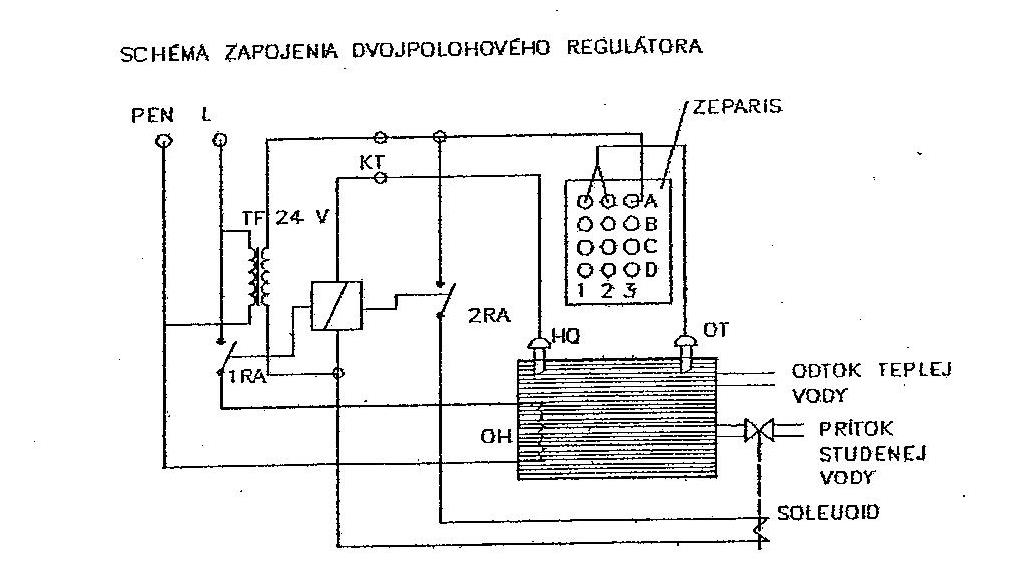 SCHÉMA ZAPOJENIA DVOJPOLOHOVÉHO REGULÁTORA
PEN L
ZEPARIS
KT
A
TF 24 V
B
C
D
1 2 3
2RA
HQ
OT
1RA
ODTOK TEPLEJ
VODY
OH
PRÍTOK
STUDENEJ
VODY
SOLEUOID